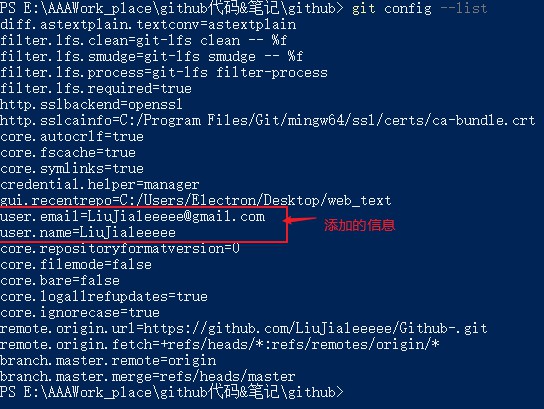 PS E:\AAAWork_place\github代码&笔记\github> git config --list
diff.astextplain.textconv=astextplain
filter.lfs.clean=git-lfs clean -- %f
filter.lfs.smudge=git-lfs smudge -- %f
filter.lfs.process=git-lfs filter-process
filter.lfs.required=true
http.sslbackend=openssl
http.sslcainfo=C:/Program Files/Git/mingw64/ssl/certs/ca-bundle.crt
core.autocrlf=true
core.fscache=true
core.symlinks=true
credential.helper=manager
gui.recentrepo=C:/Users/Electron/Desktop/web_text
user.email=LiuJialeeeee@gmail.com
user.name=LiuJialeeeee
添加的信息
core.repositoryformatversion=0
core.filemode=false
core.bare=false
core.logallrefupdates=true
core.ignorecase=true
remote.origin.url=https://github.com/LiuJialeeeee/Github-.git
remote.origin.fetch=+refs/heads/*:refs/remotes/origin/*
branch.master.remote=origin
branch.master.merge=refs/heads/master
PS E:\AAAWork_place\github代码&笔记\github>